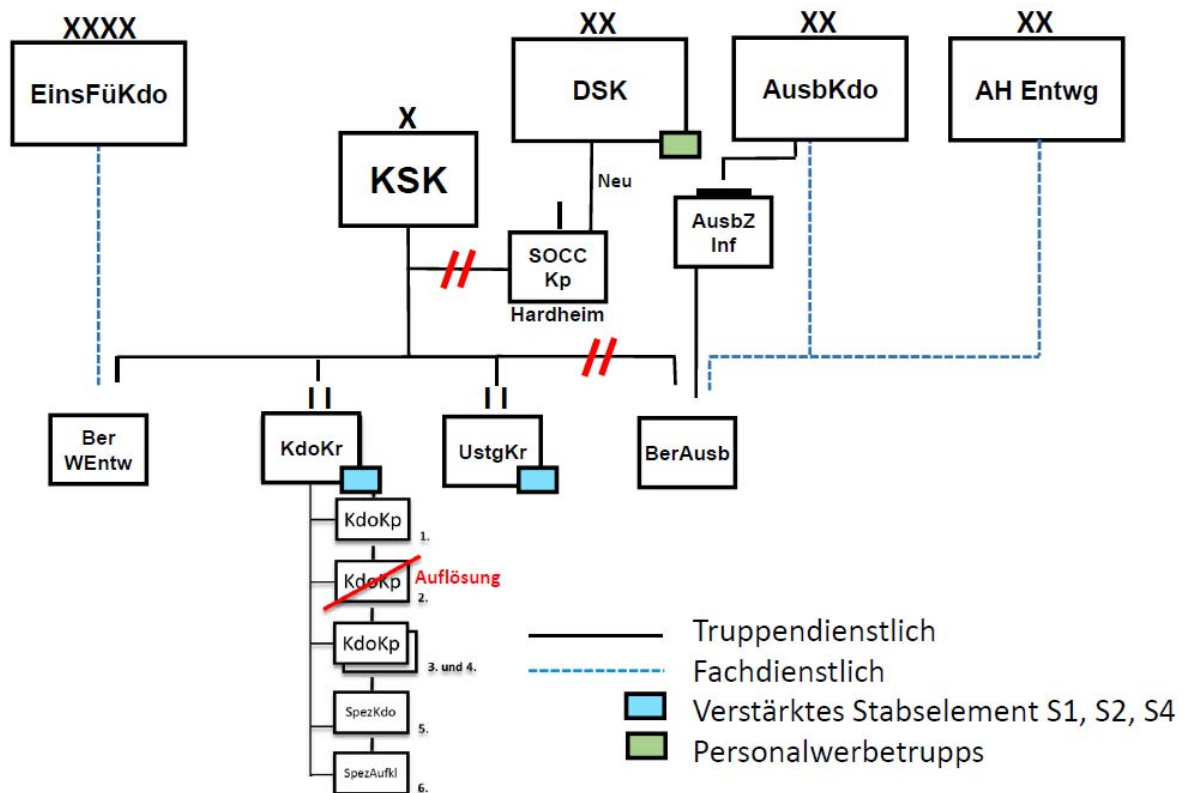 XXXX
EinsFüKdo
X
KSK
XX
DSK
XX
AusbKdo
XX
AH Entwg
Neu
I
SOCC
Kp
Hardheim
AusbZ
Inf
Ber
WEntw
I I
KdoKr
I I
UstgKr
BerAusb
KdoKp
1.
KdoKp
2.
Auflösung
KdoKp
3. und 4.
SpezKdo
5.
SpezAufkl
6.
Truppendienstlich
Fachdienstlich
Verstärktes Stabselement S1, S2, S4
Personalwerbetrupps